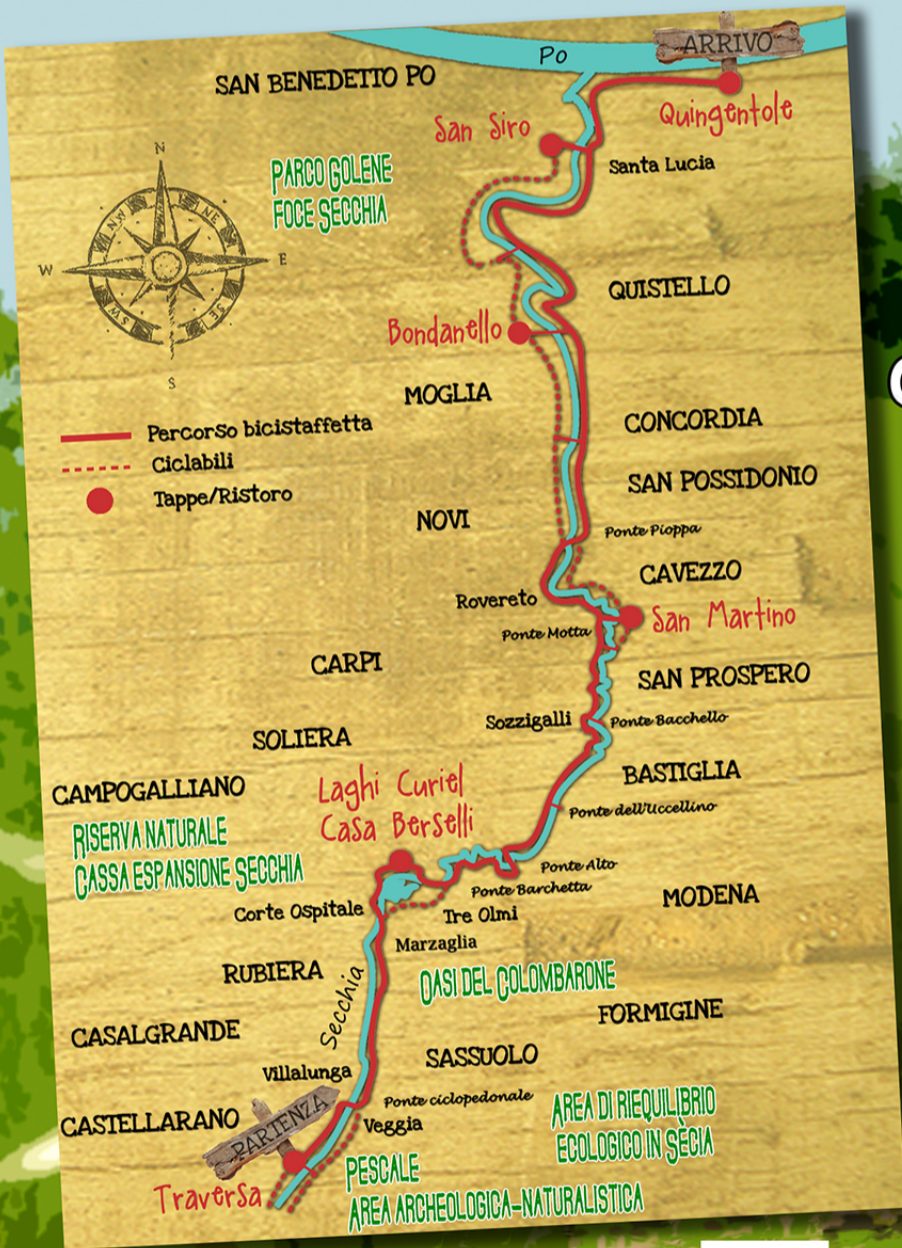 Po
ARRIVO
SAN BENEDETTO PO
Quingentole
San Siro
Santa Lucia
N
NW
NE
W
E
SW
SE
S
PARCO GOLENE
FOCE SECCHIA
QUISTELLO
Bondanello
MOGLIA
CONCORDIA
Percorso bicistaffetta
Ciclabili
Tappe/Ristoro
SAN POSSIDONIO
NOVI
Ponte Pioppa
CAVEZZO
Rovereto
San Martino
Ponte Motta
CARPI
SAN PROSPERO
Sozzigalli
Ponte Bacchello
SOLIERA
BASTIGLIA
CAMPOGALLIANO
Laghi Curiel
Casa Berselli
Ponte dell'Uccellino
RISERVA NATURALE
CASSA ESPANSIONE SECCHIA
Ponte Alto
Ponte Barchetta
MODENA
Corte Ospitale
Tre Olmi
Marzaglia
RUBIERA
OASI DEL COLOMBARONE
Secchia
FORMIGINE
CASALGRANDE
SASSUOLO
Villalunga
Ponte ciclopedonale
CASTELLARANO
PARTENZA
Veggia
AREA DI RIEQUILIBRIO
ECOLOGICO IN SÈCIA
Traversa
PESCALE
AREA ARCHEOLOGICA-NATURALISTICA